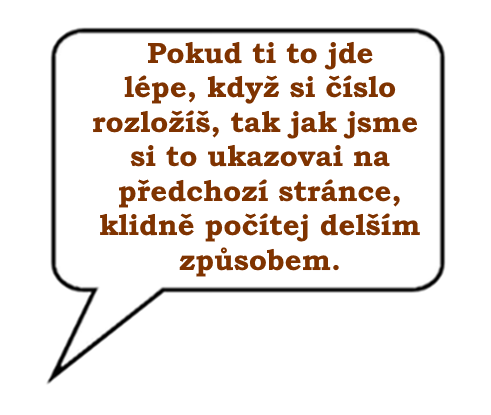 Pokud ti to jde
lépe, když si číslo
rozložíš, tak jak jsme
si to ukazovai na
předchozí stránce,
klidně počítej delším
způsobem.